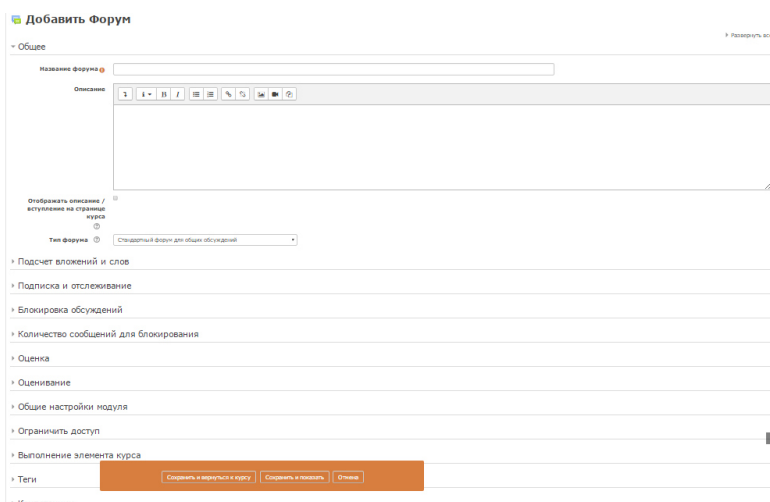 Добавить Форум
Развернуть все
Общее
Название форума
Описание
Отображать описание /
вступление на странице
курса
Тип форума
Стандартный форум для общих обсуждений
Подсчет вложений и слов
Подписка и отслеживание
Блокировка обсуждений
Количество сообщений для блокирования
Оценка
Оценивание
Общие настройки модуля
Ограничить доступ
Выполнение элемента курса
Теги
Сохранить и вернуться к курсу Сохранить и показать Отмена